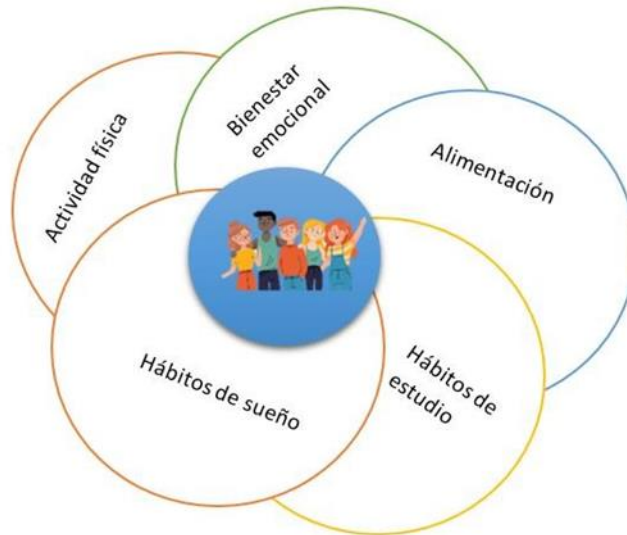 Bienestar
emocional
Actividad física
Alimentación
Hábitos de sueño
Hábitos de
estudio